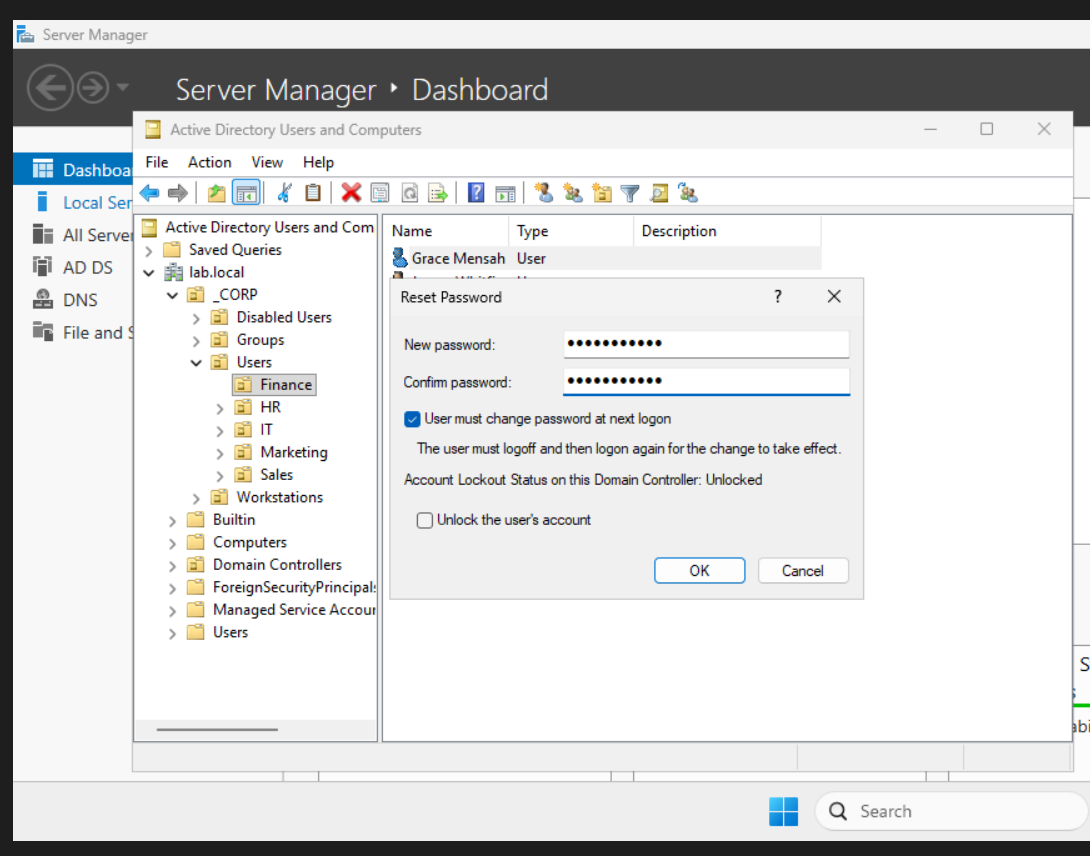 Server Manager
Server Manager ‣ Dashboard
Active Directory Users and Computers
File Action View Help
Dashboa
Local Ser
All Server
AD DS
DNS
File and S
Active Directory Users and Com
Saved Queries
lab.local
_CORP
Disabled Users
Groups
Users
Finance
HR
IT
Marketing
Sales
Workstations
Builtin
Computers
Domain Controllers
ForeignSecurityPrincipals
Managed Service Accour
Users
Name Type Description
Grace Mensah User
Reset Password ?
New password: •••••••••••
Confirm password: •••••••••••
User must change password at next logon
The user must logoff and then logon again for the change to take effect.
Account Lockout Status on this Domain Controller: Unlocked
Unlock the user's account
OK Cancel
Search